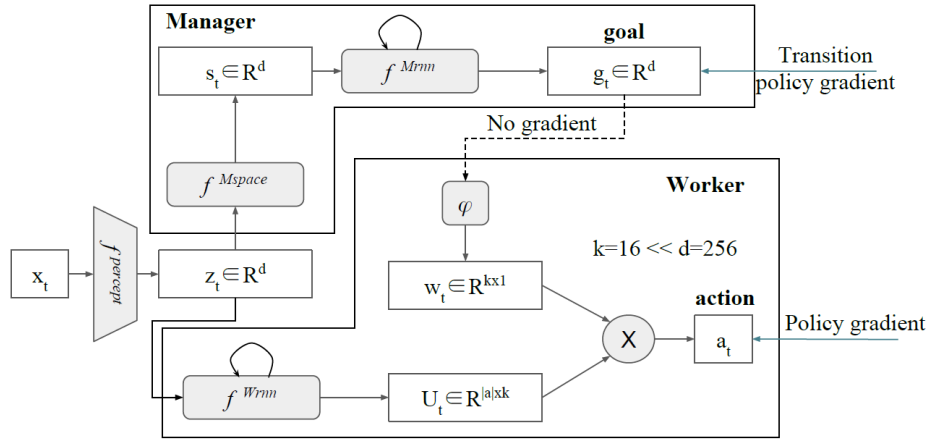 Manager
goal
s_t ∈ R^d
f^Mrnn
g_t ∈ R^d
Transition
policy gradient
No gradient
f^Mspace
Worker
φ
k=16 << d=256
x_t
f^percept
z_t ∈ R^d
w_t ∈ R^kx1
action
X
a_t
Policy gradient
f^Wrnn
U_t ∈ R^|a|xk